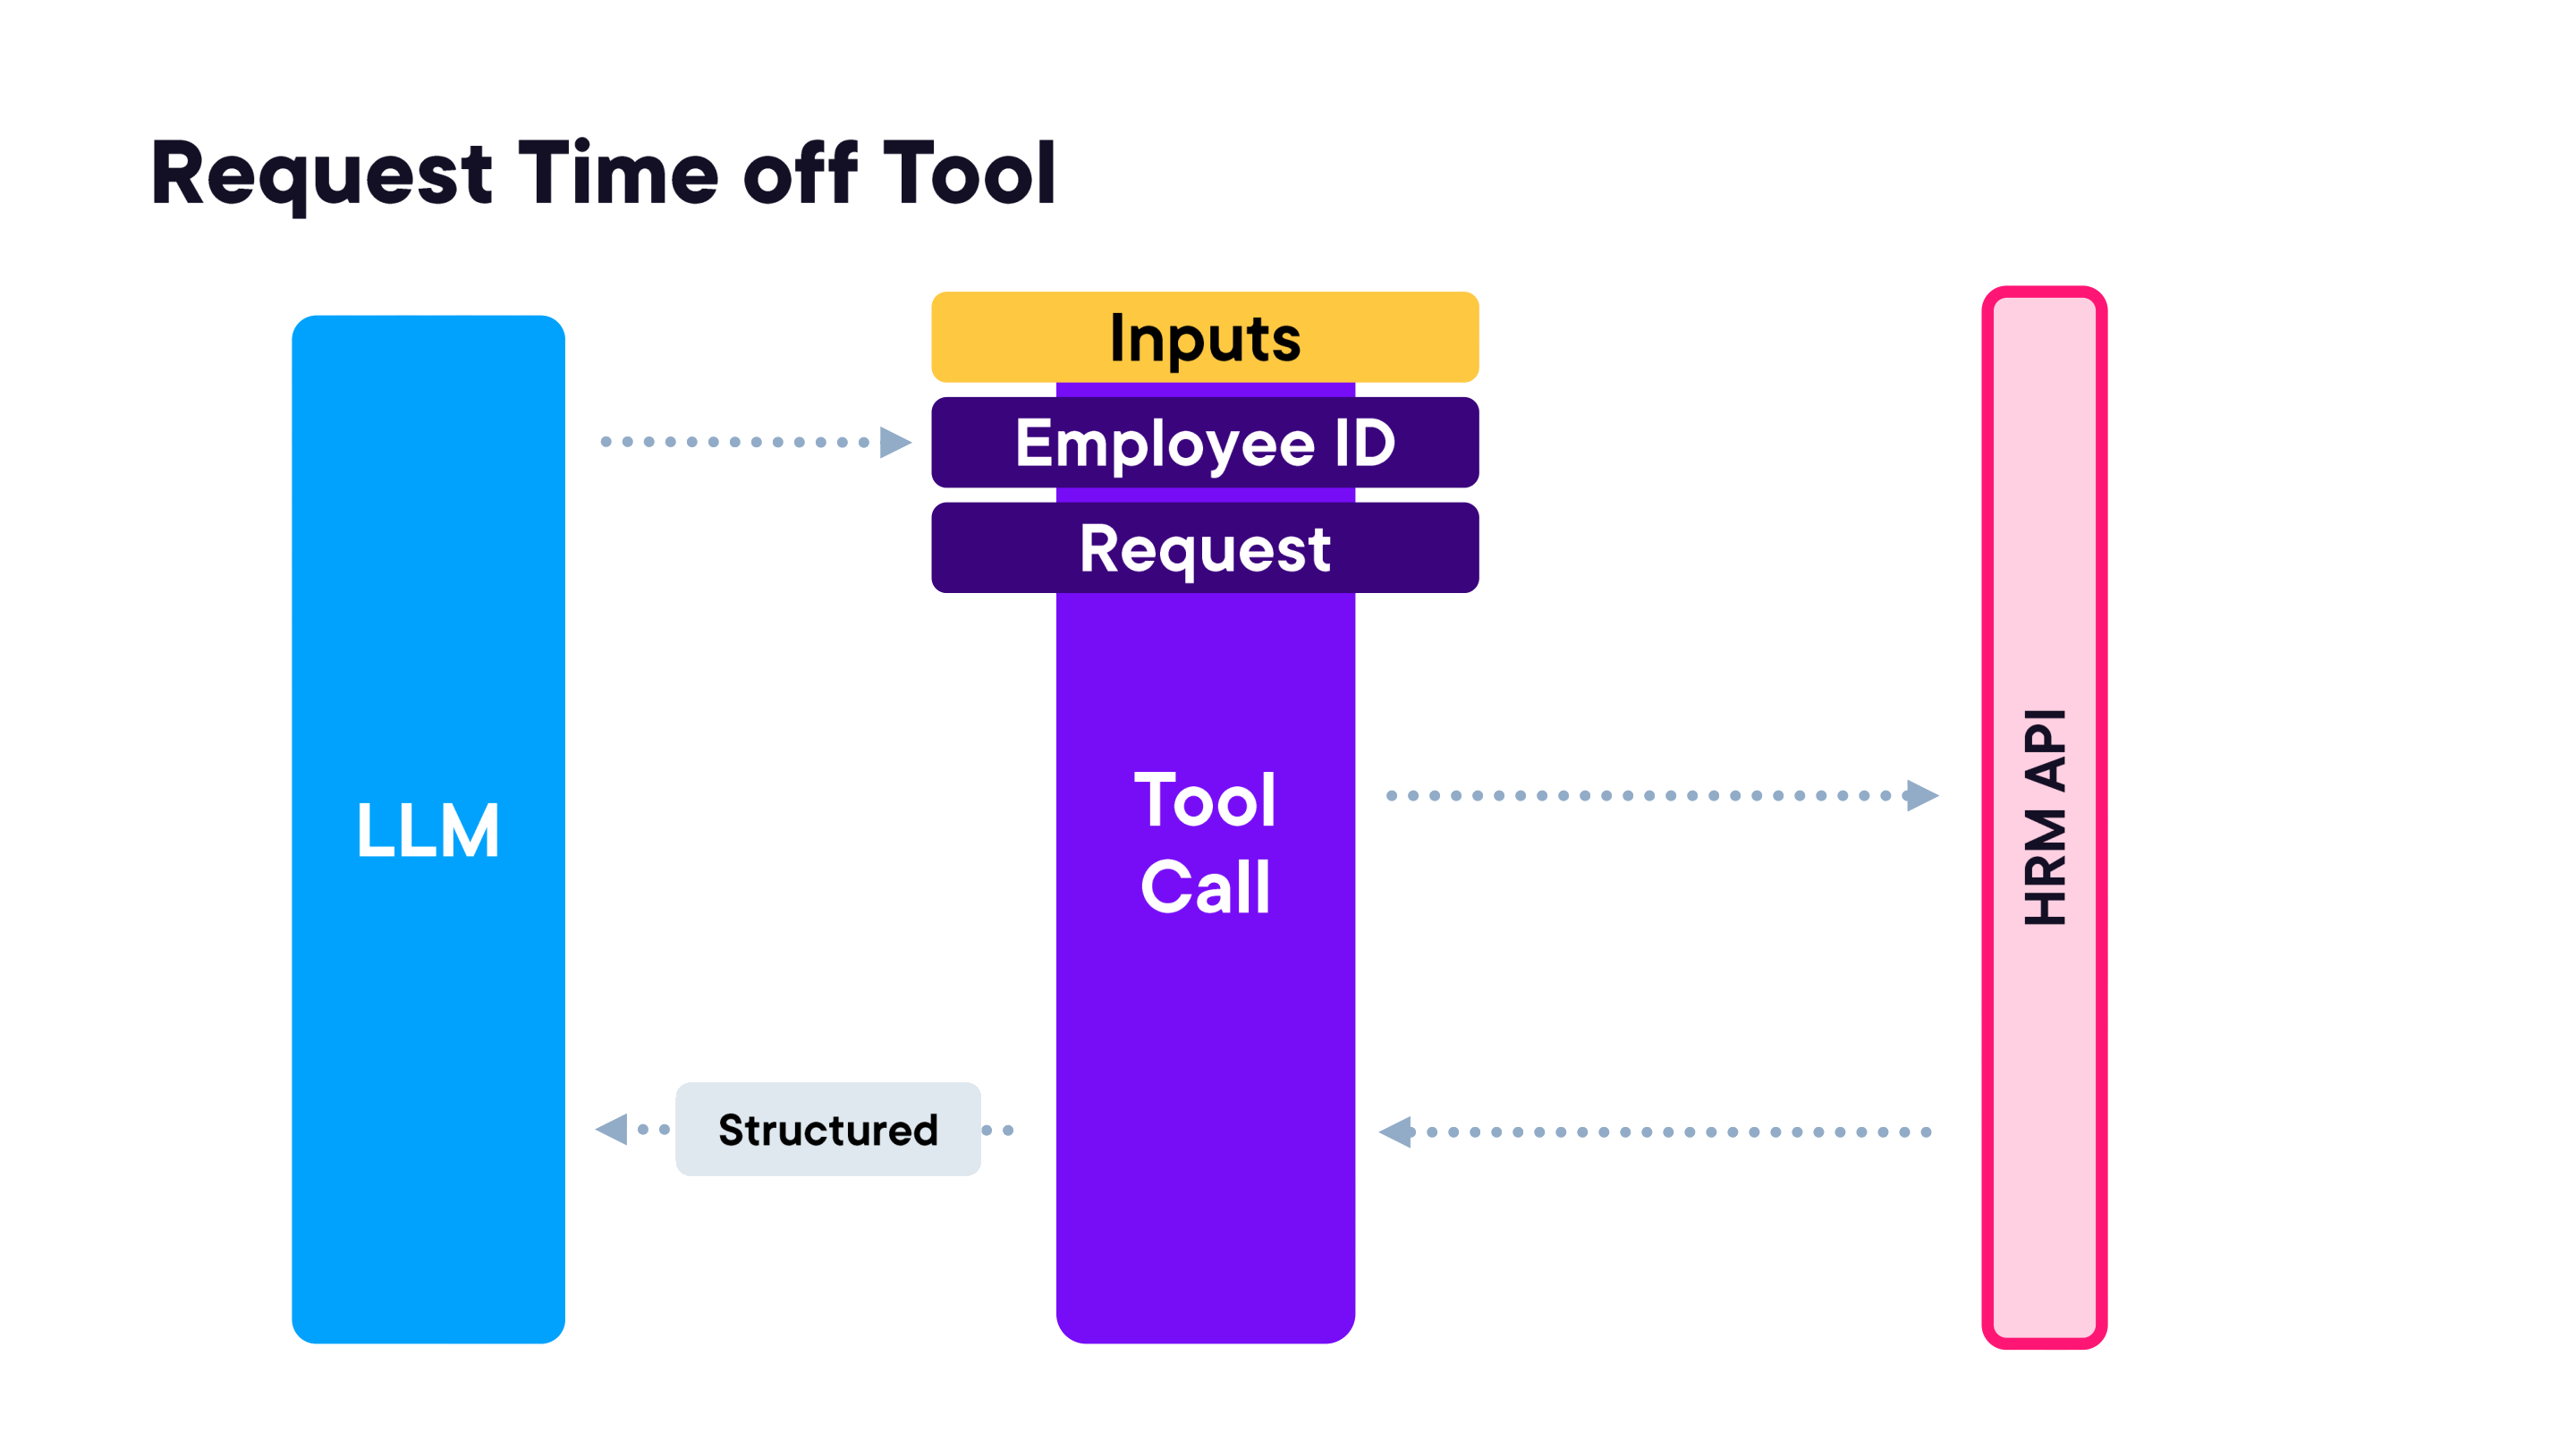 Request Time off Tool
Inputs
Employee ID
Request
LLM
Tool
Call
HRM API
Structured